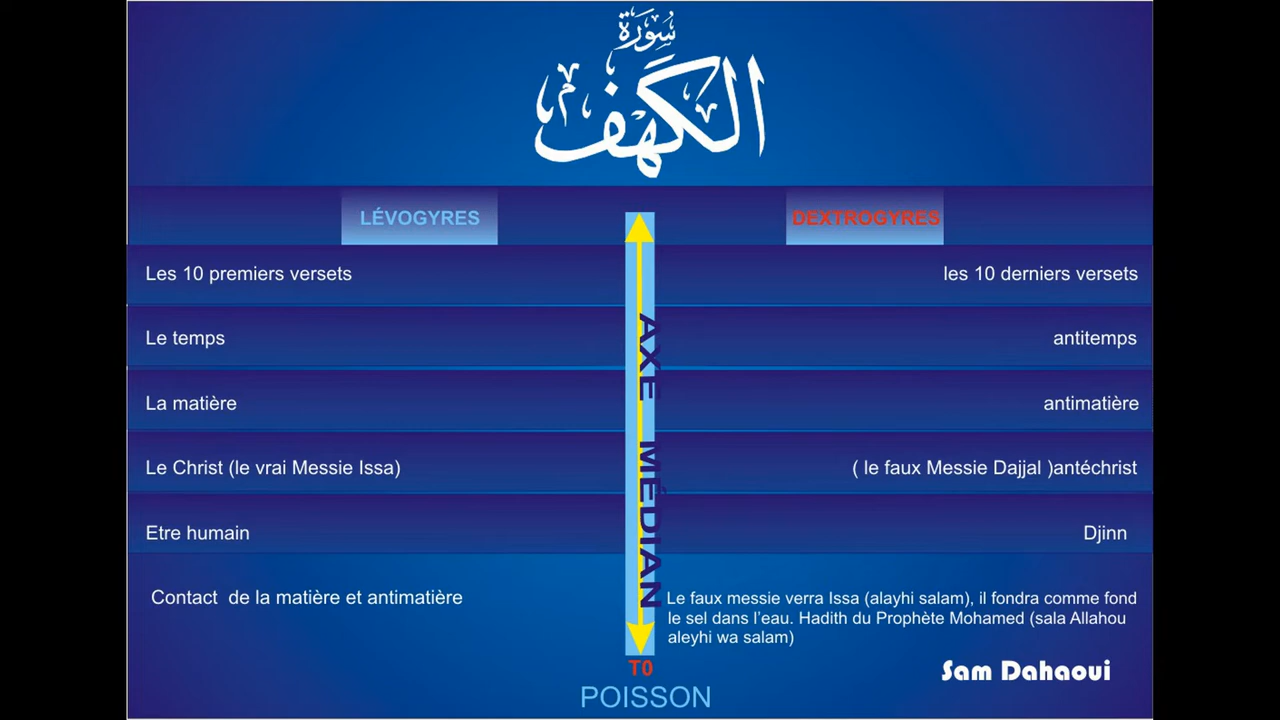 سُورَة
الكهف
LÉVOGYRES
DEXTROGYRES
Les 10 premiers versets
les 10 derniers versets
Le temps
antitemps
La matière
antimatière
Le Christ (le vrai Messie Issa)
( le faux Messie Dajjal )antéchrist
Etre humain
Djinn
AXE MÉDIAN
Contact  de la matière et antimatière
Le faux messie verra Issa (alayhi salam), il fondra comme fond
le sel dans l'eau. Hadith du Prophète Mohamed (sala Allahou
aleyhi wa salam)
T0
POISSON
Sam Dahaoui